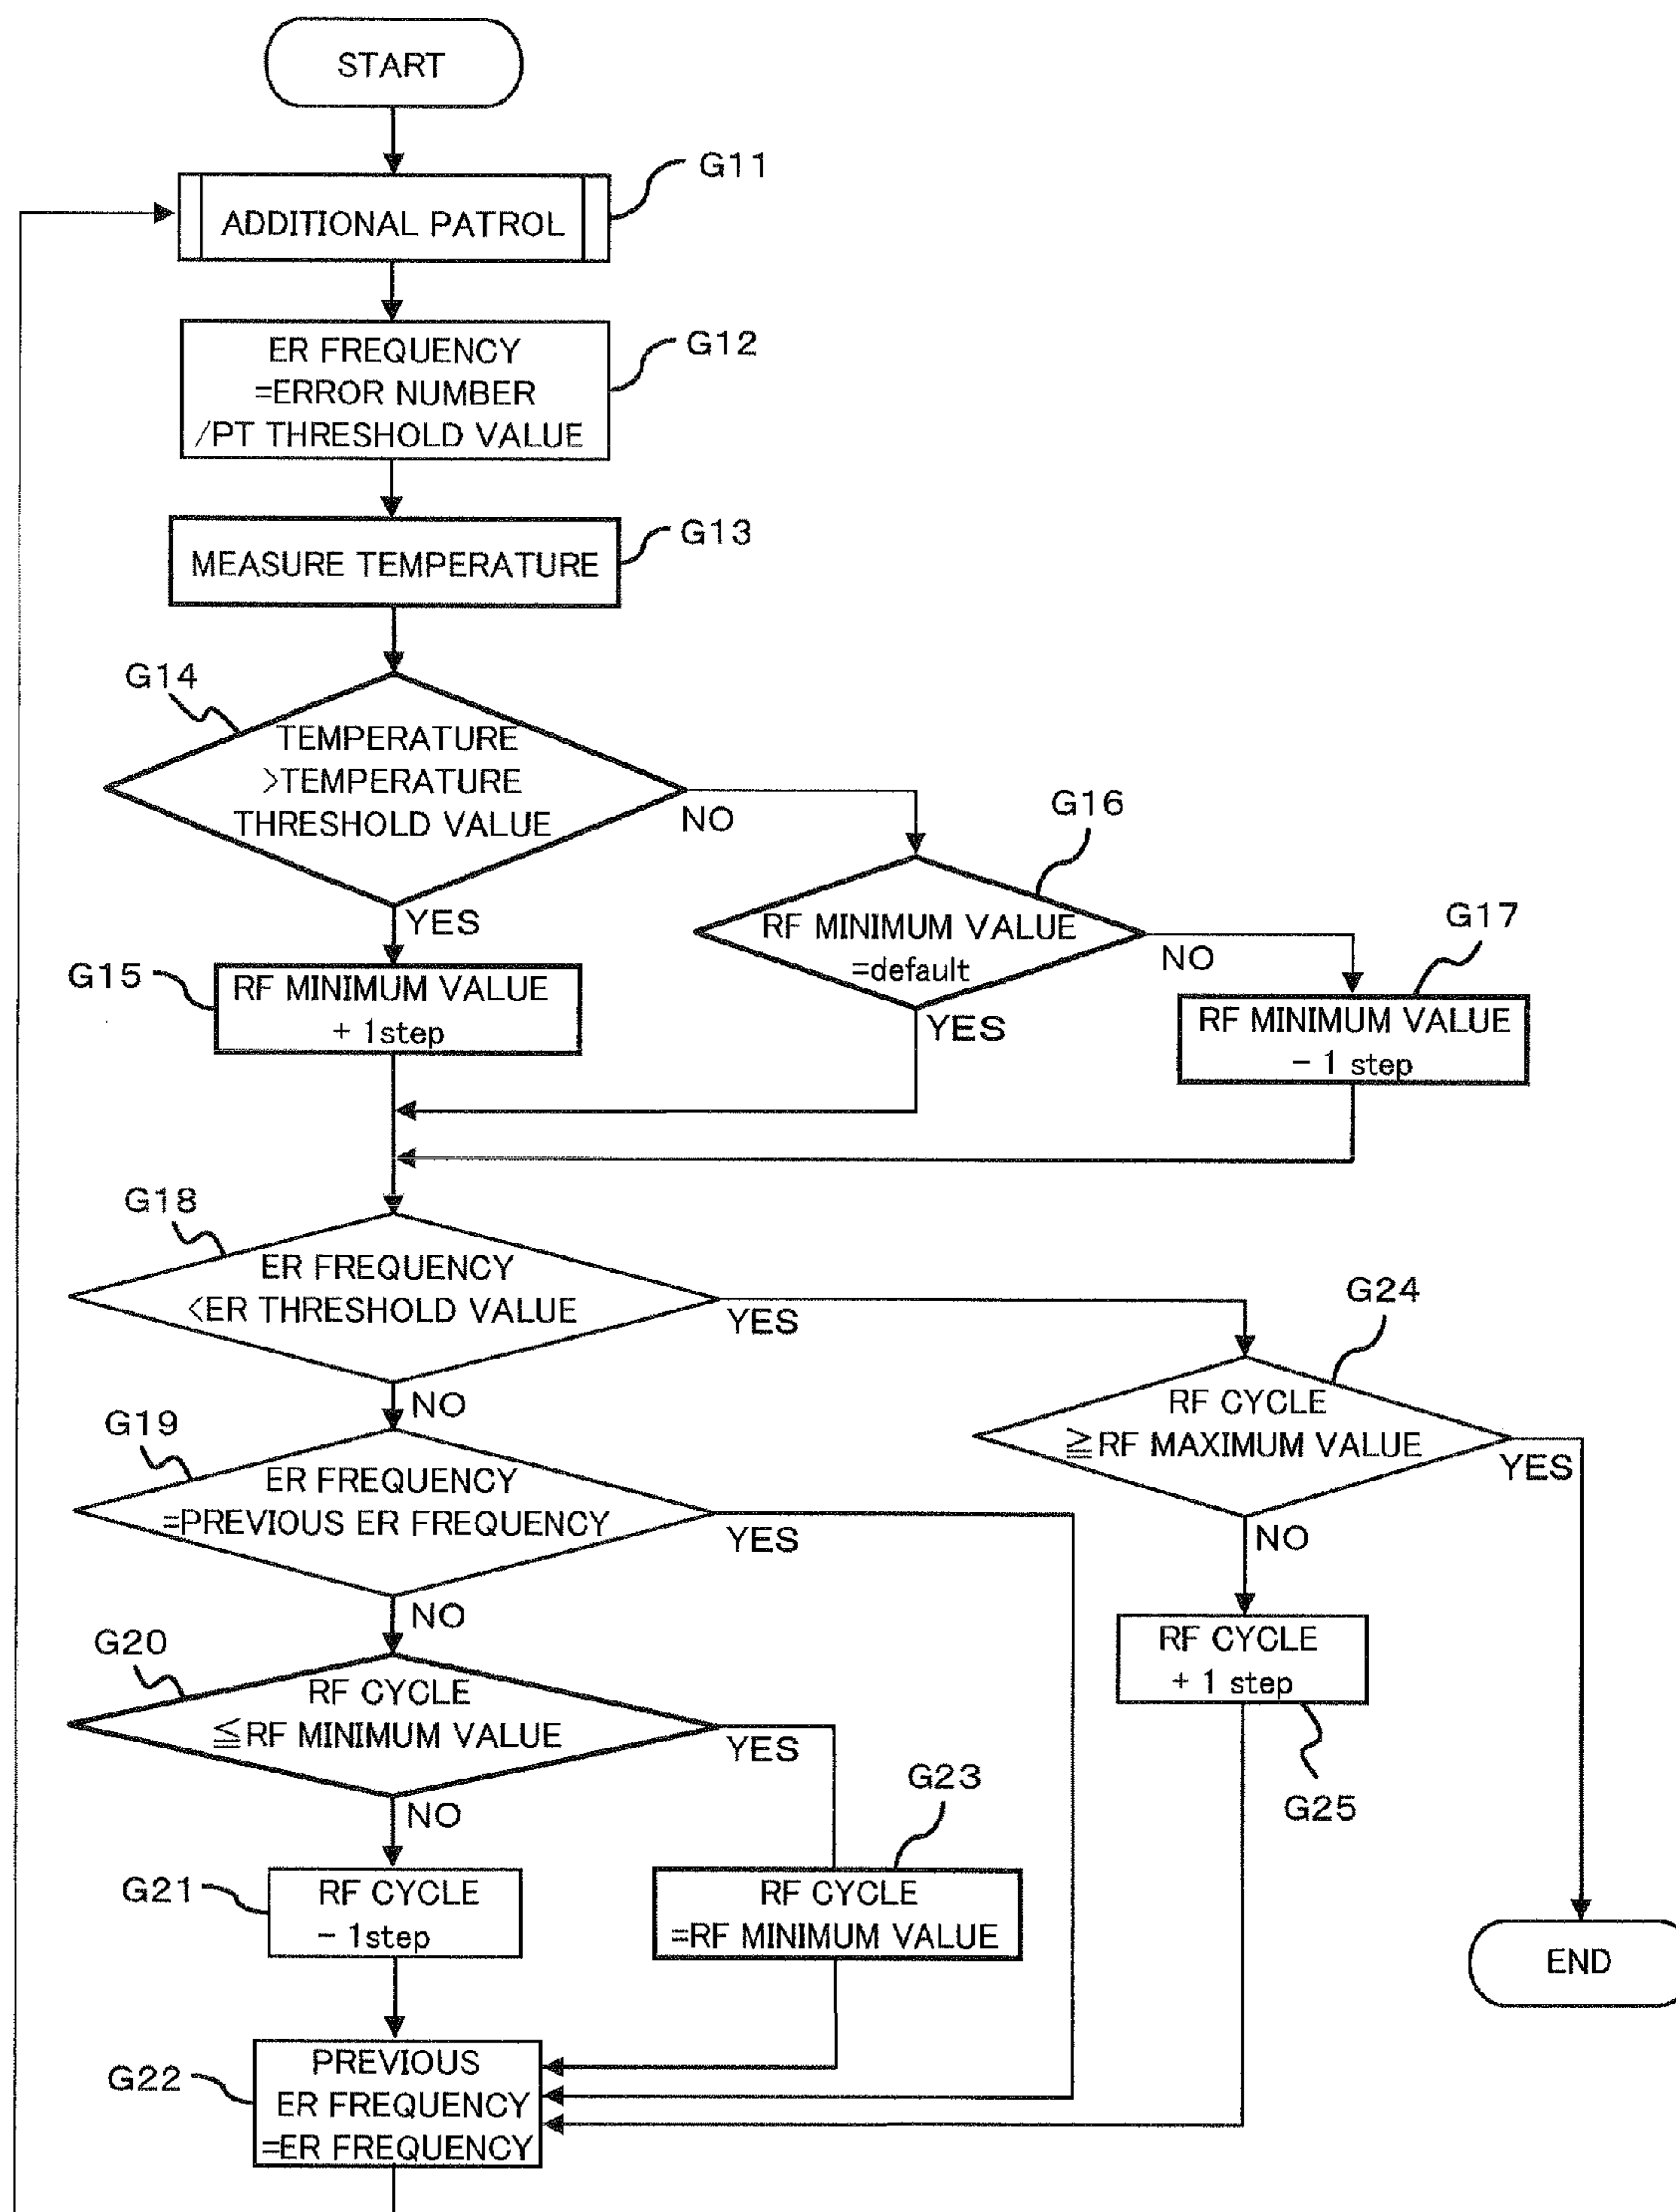 START
G11
ADDITIONAL PATROL
G12
ER FREQUENCY
=ERROR NUMBER
/PT THRESHOLD VALUE
G13
MEASURE TEMPERATURE
G14
TEMPERATURE
>TEMPERATURE
THRESHOLD VALUE
NO
YES
G16
RF MINIMUM VALUE
=default
NO
YES
G17
RF MINIMUM VALUE
- 1 step
G15
RF MINIMUM VALUE
+ 1step
G18
ER FREQUENCY
<ER THRESHOLD VALUE
YES
NO
G24
RF CYCLE
≧RF MAXIMUM VALUE
YES
NO
G19
ER FREQUENCY
=PREVIOUS ER FREQUENCY
YES
NO
RF CYCLE
+ 1 step
G25
G20
RF CYCLE
≦RF MINIMUM VALUE
YES
NO
G23
RF CYCLE
=RF MINIMUM VALUE
G21
RF CYCLE
- 1step
END
G22
PREVIOUS
ER FREQUENCY
=ER FREQUENCY